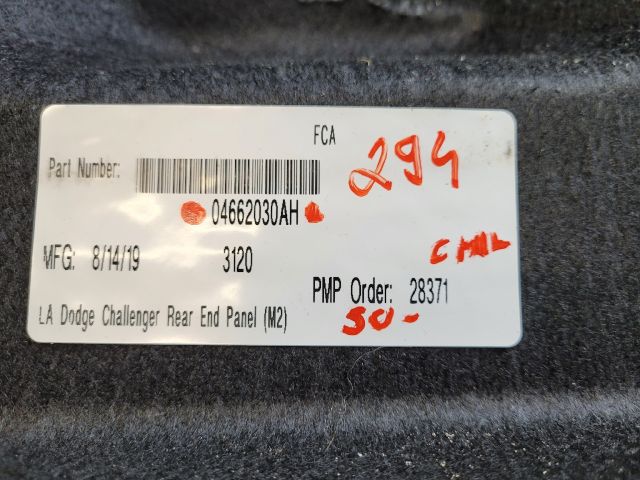 FCA
Part Number:
294
04662030AH
MFG: 8/14/19 3120
PMP Order: 28371
50-
LA Dodge Challenger Rear End Panel (M2)